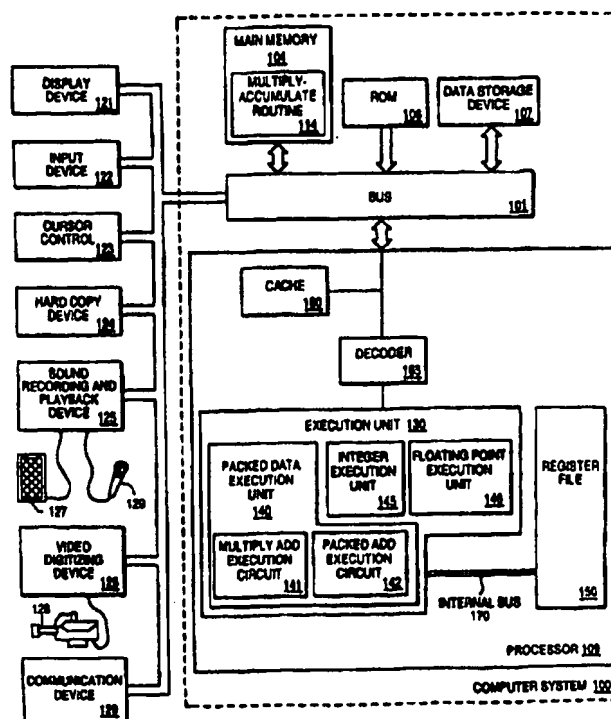 DISPLAY DEVICE 121
INPUT DEVICE 122
CURSOR CONTROL 123
HARD COPY DEVICE 124
SOUND RECORDING AND PLAYBACK DEVICE 125
127
129
VIDEO DIGITIZING DEVICE 126
128
COMMUNICATION DEVICE 129
MAIN MEMORY 104
MULTIPLY-ACCUMULATE ROUTINE 114
ROM 106
DATA STORAGE DEVICE 107
BUS 101
CACHE 160
DECODER 163
EXECUTION UNIT 130
PACKED DATA EXECUTION UNIT 140
INTEGER EXECUTION UNIT 145
FLOATING POINT EXECUTION UNIT 146
MULTIPLY ADD EXECUTION CIRCUIT 141
PACKED ADD EXECUTION CIRCUIT 142
REGISTER FILE 150
INTERNAL BUS 170
PROCESSOR 109
COMPUTER SYSTEM 100